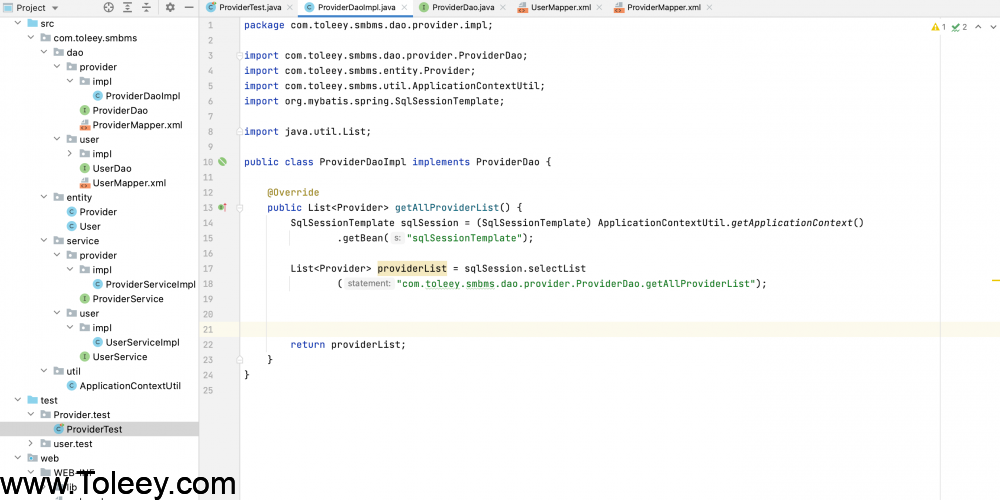 Project
ProviderTest.java
ProviderDaoImpl.java
ProviderDao.java
UserMapper.xml
ProviderMapper.xml
src
com.toleey.smbms
dao
provider
impl
ProviderDaoImpl
ProviderDao
ProviderMapper.xml
user
impl
UserDao
UserMapper.xml
entity
Provider
User
service
provider
impl
ProviderServiceImpl
ProviderService
user
impl
UserServiceImpl
UserService
util
ApplicationContextUtil
test
Provider.test
ProviderTest
user.test
web
WEB-INF
lib
1 package com.toleey.smbms.dao.provider.impl;
2
3 import com.toleey.smbms.dao.provider.ProviderDao;
4 import com.toleey.smbms.entity.Provider;
5 import com.toleey.smbms.util.ApplicationContextUtil;
6 import org.mybatis.spring.SqlSessionTemplate;
7
8 import java.util.List;
9
10 public class ProviderDaoImpl implements ProviderDao {
11
12 @Override
13 public List<Provider> getAllProviderList() {
14 SqlSessionTemplate sqlSession = (SqlSessionTemplate) ApplicationContextUtil.getApplicationContext()
15 .getBean( s: "sqlSessionTemplate");
16
17 List<Provider> providerList = sqlSession.selectList
18 ( statement: "com.toleey.smbms.dao.provider.ProviderDao.getAllProviderList");
19
20
21
22 return providerList;
23 }
24 }
25
1 2
www.Toleey.com